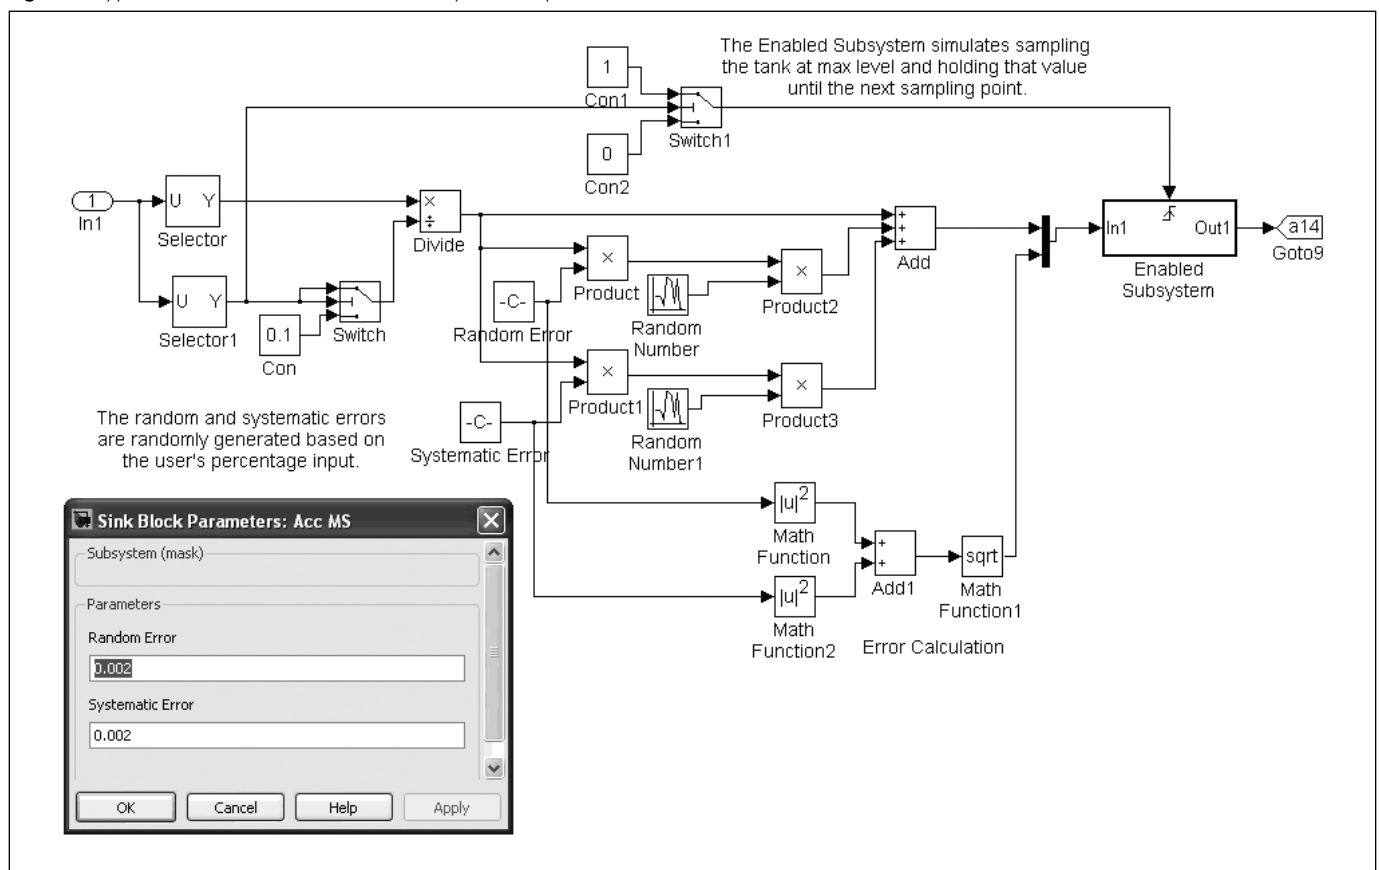 The Enabled Subsystem simulates sampling
the tank at max level and holding that value
until the next sampling point.
1
Con1
Switch1
0
Con2
1
In1
U Y
Selector
×
÷
Divide
+
+
+
Add
In1 Out1
Enabled
Subsystem
a14
Goto9
×
Product
×
Product2
-C-
Random Error
Random
Number
U Y
Selector1
0.1
Con
Switch
×
Product1
×
Product3
-C-
Systematic Error
Random
Number1
The random and systematic errors
are randomly generated based on
the user's percentage input.
|u|2
Math
Function
+
+
Add1
sqrt
Math
Function1
|u|2
Math
Function2
Error Calculation
Sink Block Parameters: Acc MS
Subsystem (mask)
Parameters
Random Error
0.002
Systematic Error
0.002
OK Cancel Help Apply